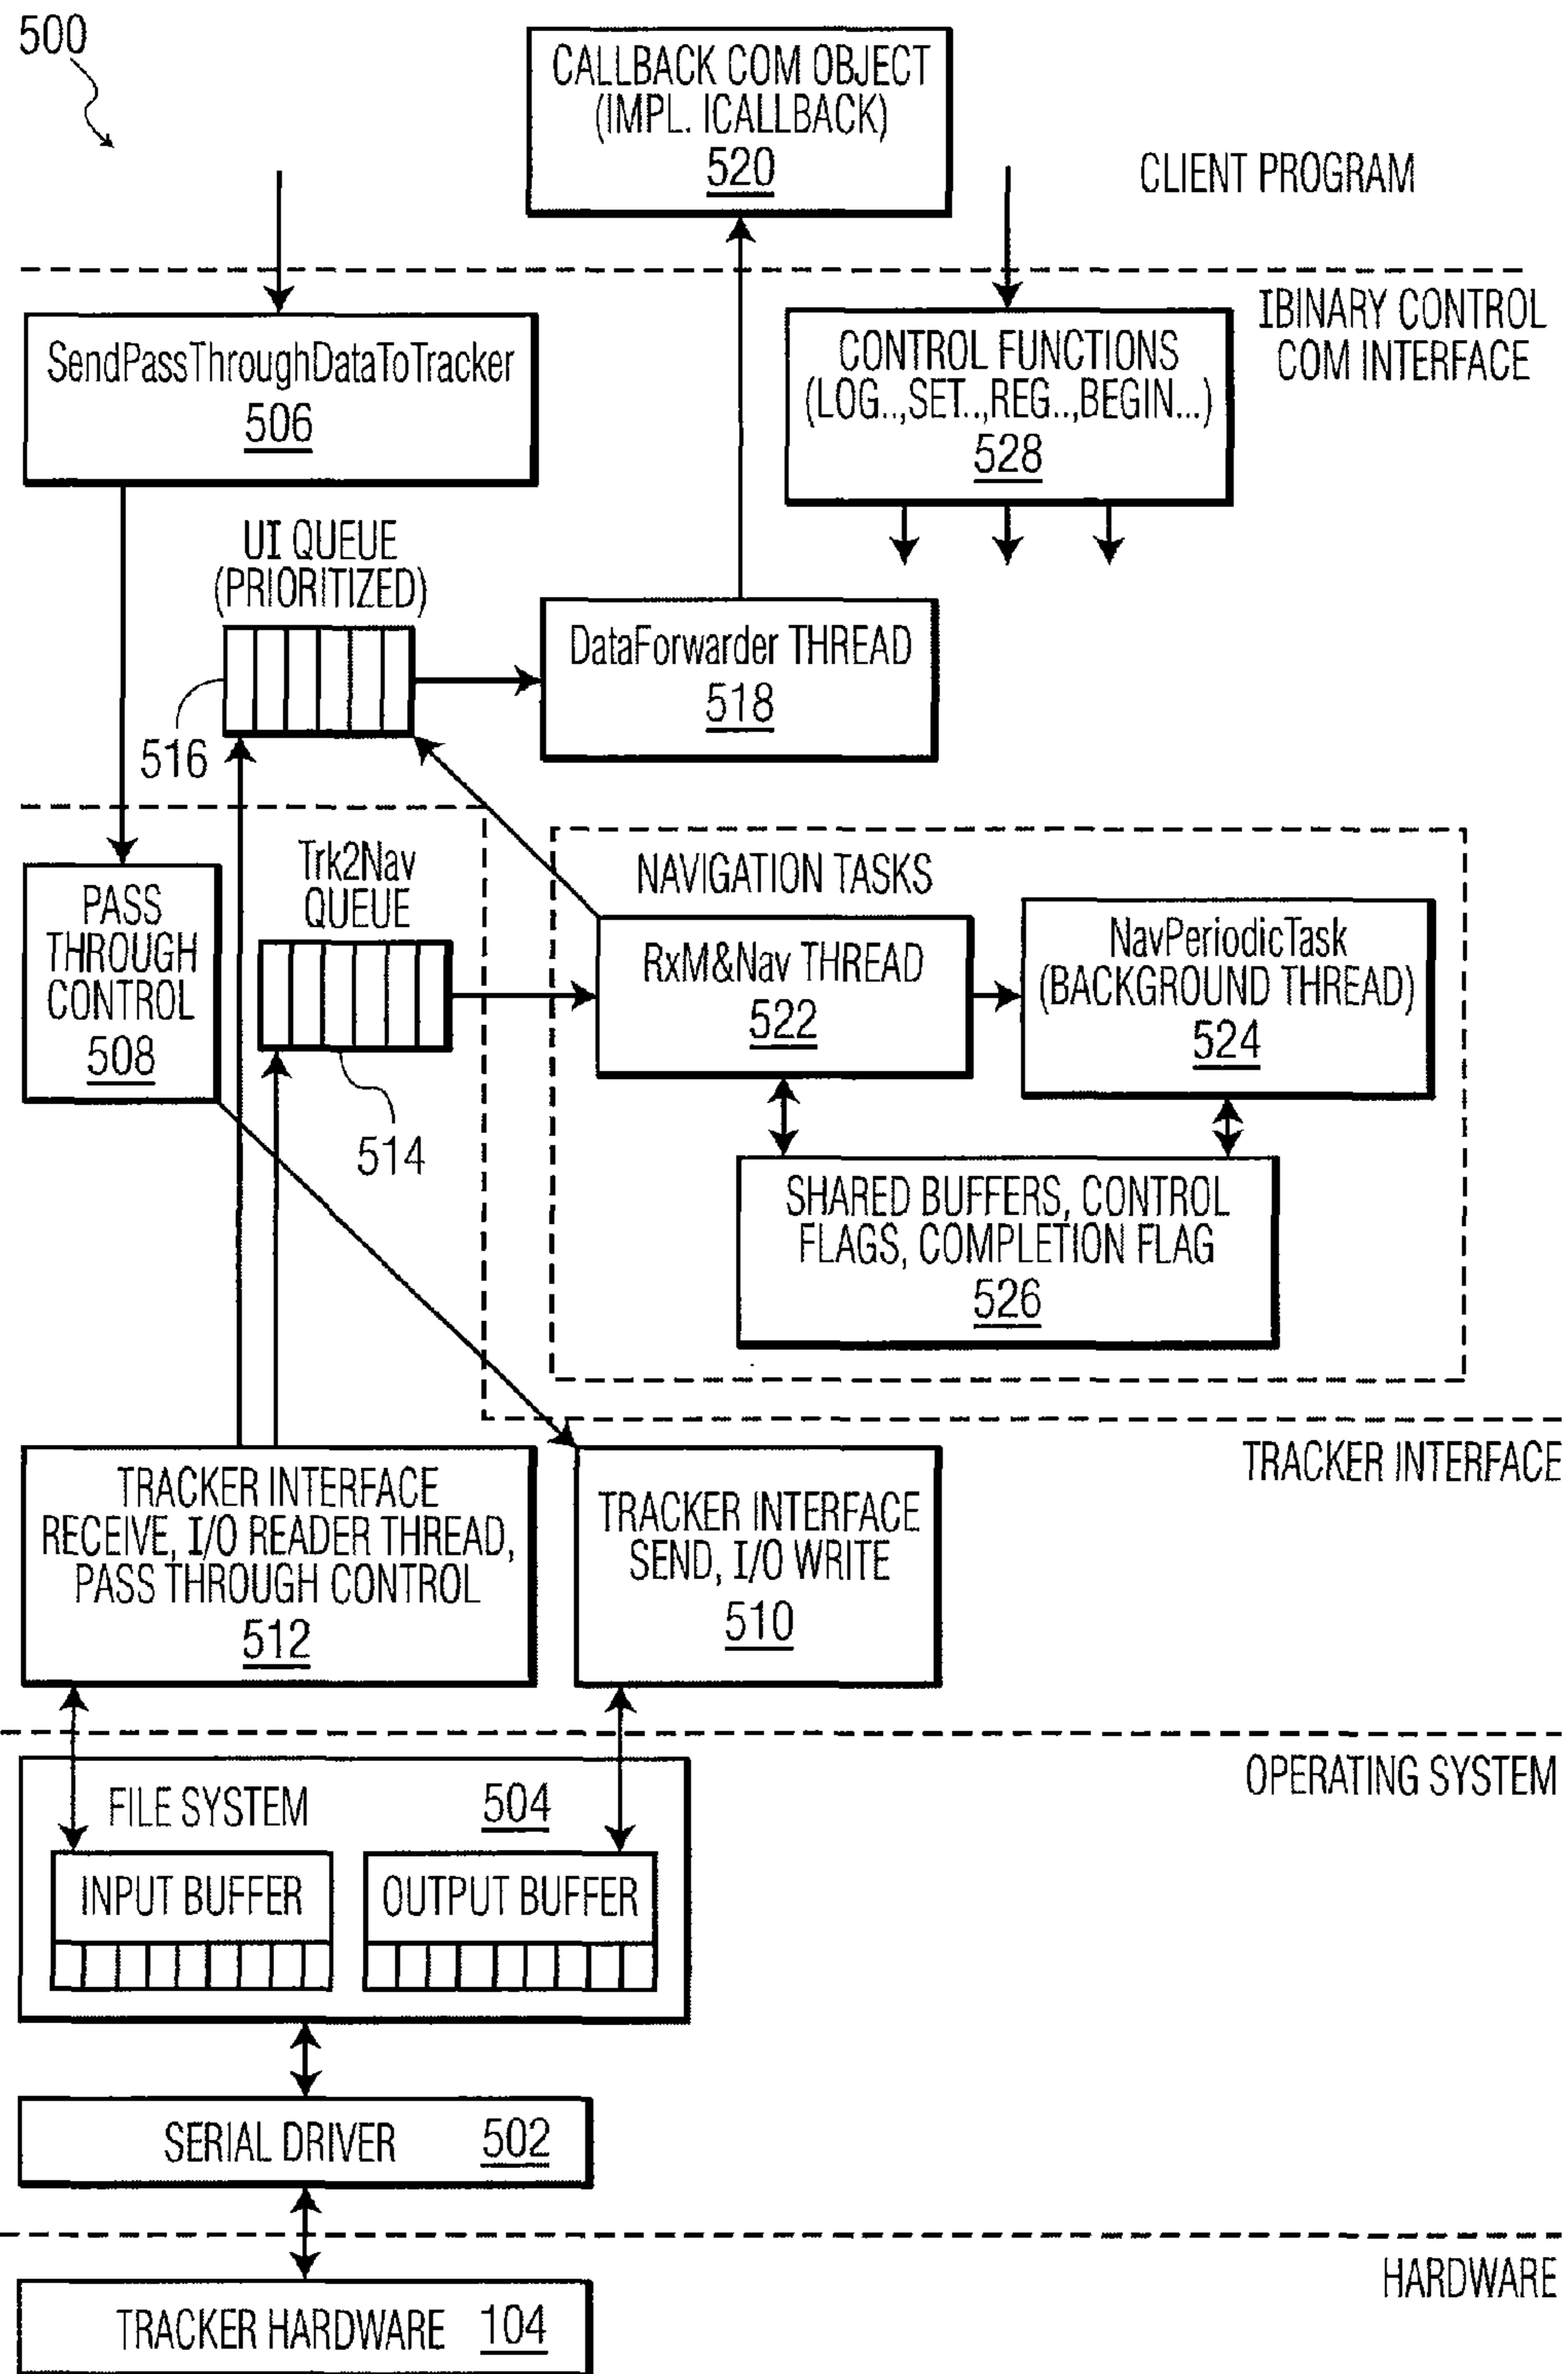 500
CALLBACK COM OBJECT
(IMPL. ICALLBACK)
520
CLIENT PROGRAM
IBINARY CONTROL
COM INTERFACE
SendPassThroughDataToTracker
506
CONTROL FUNCTIONS
(LOG..,SET..,REG..,BEGIN...)
528
UI QUEUE
(PRIORITIZED)
516
DataForwarder THREAD
518
PASS
THROUGH
CONTROL
508
Trk2Nav
QUEUE
514
NAVIGATION TASKS
RxM&Nav THREAD
522
NavPeriodicTask
(BACKGROUND THREAD)
524
SHARED BUFFERS, CONTROL
FLAGS, COMPLETION FLAG
526
TRACKER INTERFACE
TRACKER INTERFACE
RECEIVE, I/O READER THREAD,
PASS THROUGH CONTROL
512
TRACKER INTERFACE
SEND, I/O WRITE
510
OPERATING SYSTEM
FILE SYSTEM 504
INPUT BUFFER
OUTPUT BUFFER
SERIAL DRIVER 502
HARDWARE
TRACKER HARDWARE 104